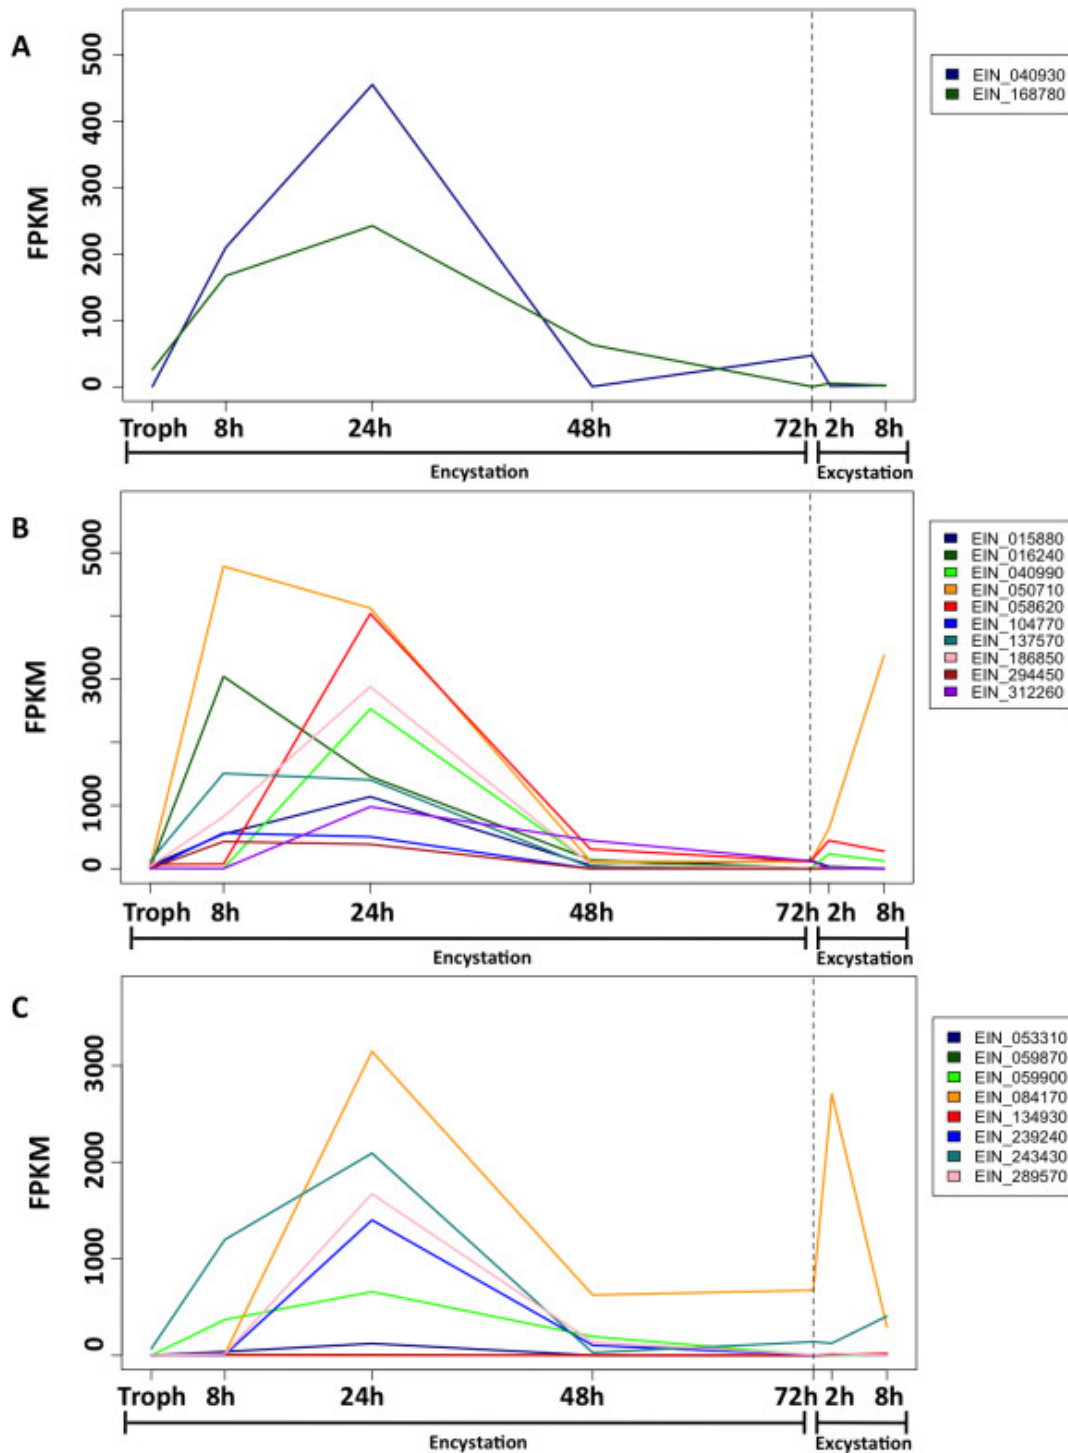 A
500
400
300
200
100
0
FPKM
EIN_040930
EIN_168780
Troph 8h 24h 48h 72h 2h 8h
Encystation Excystation
B
5000
3000
1000
0
EIN_015880
EIN_016240
EIN_040990
EIN_050710
EIN_058620
EIN_104770
EIN_137570
EIN_186850
EIN_294450
EIN_312260
Troph 8h 24h 48h 72h 2h 8h
Encystation Excystation
C
3000
2000
1000
0
FPKM
EIN_053310
EIN_059870
EIN_059900
EIN_084170
EIN_134930
EIN_239240
EIN_243430
EIN_289570
Troph 8h 24h 48h 72h 2h 8h
Encystation Excystation